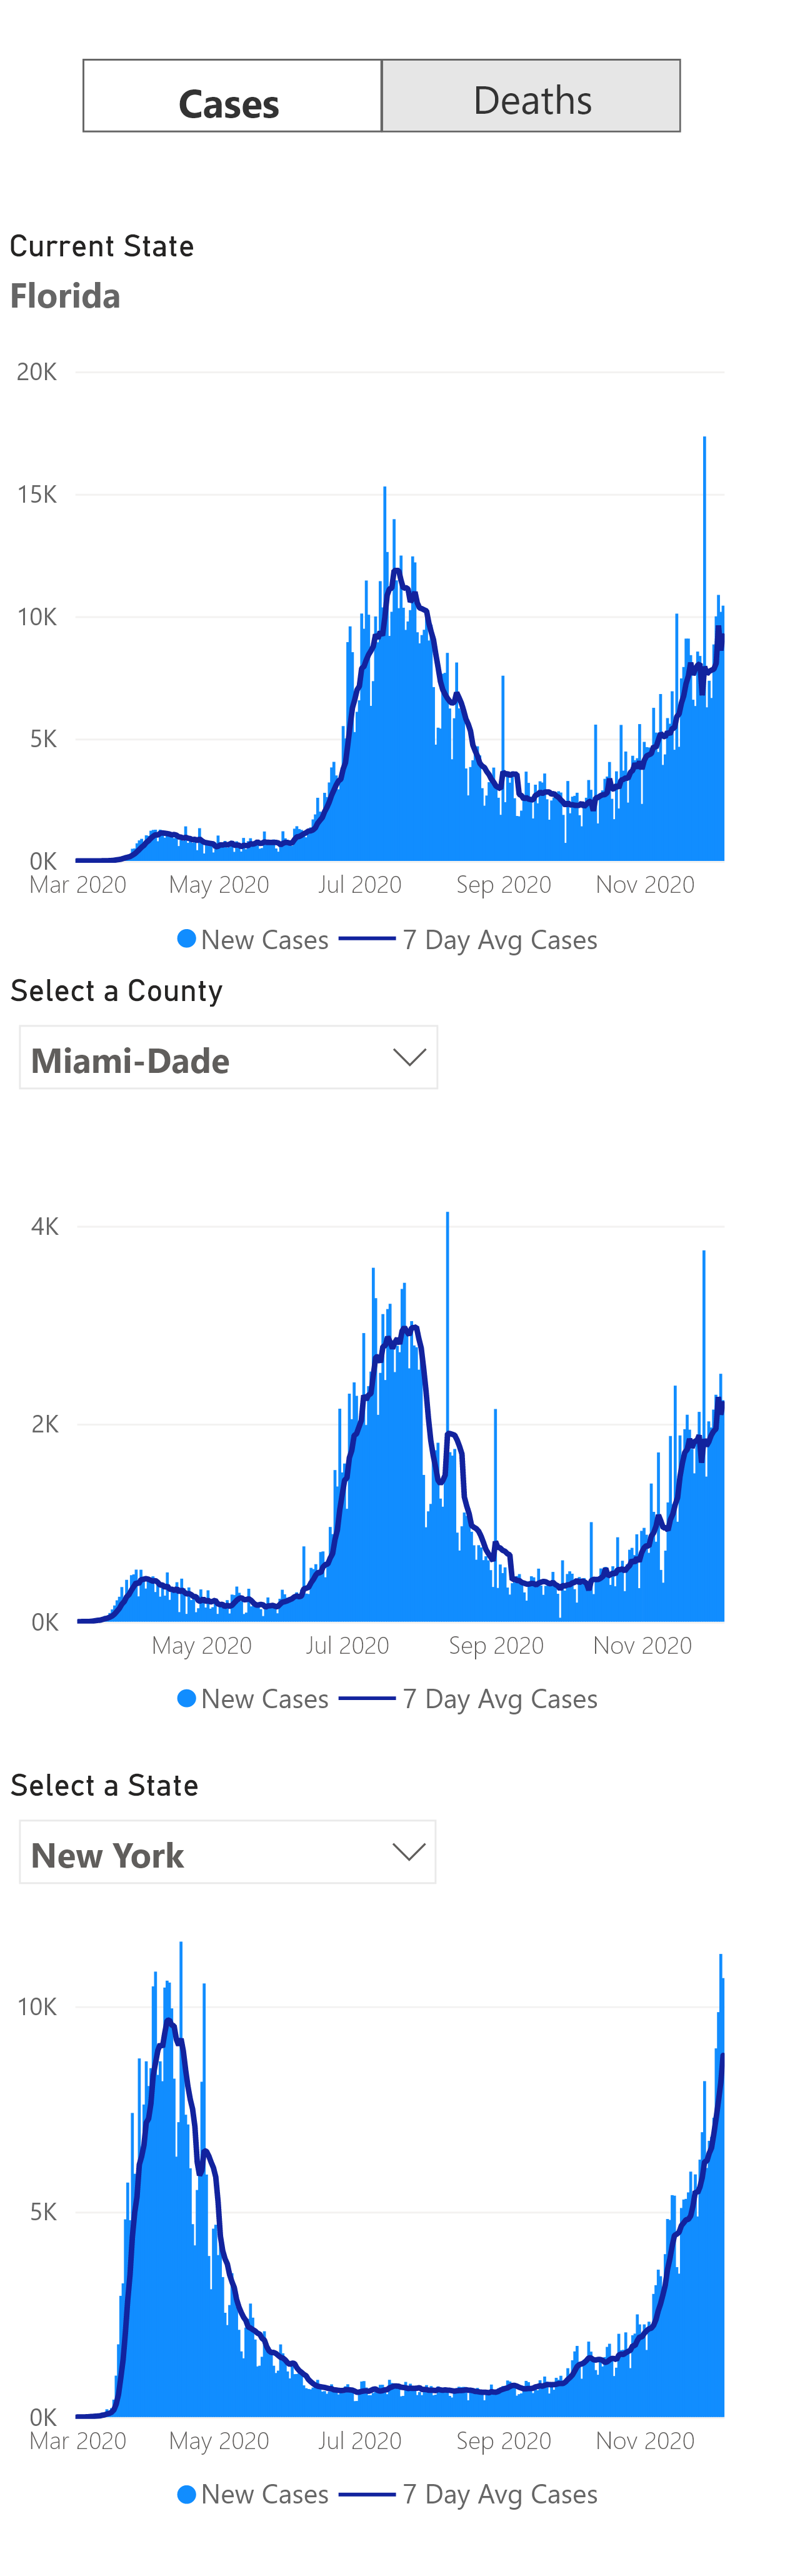 Cases Deaths
Current State
Florida
20K
15K
10K
5K
0K
Mar 2020 May 2020 Jul 2020 Sep 2020 Nov 2020
New Cases 7 Day Avg Cases
Select a County
Miami-Dade
4K
2K
0K
May 2020 Jul 2020 Sep 2020 Nov 2020
New Cases 7 Day Avg Cases
Select a State
New York
10K
5K
0K
Mar 2020 May 2020 Jul 2020 Sep 2020 Nov 2020
New Cases 7 Day Avg Cases